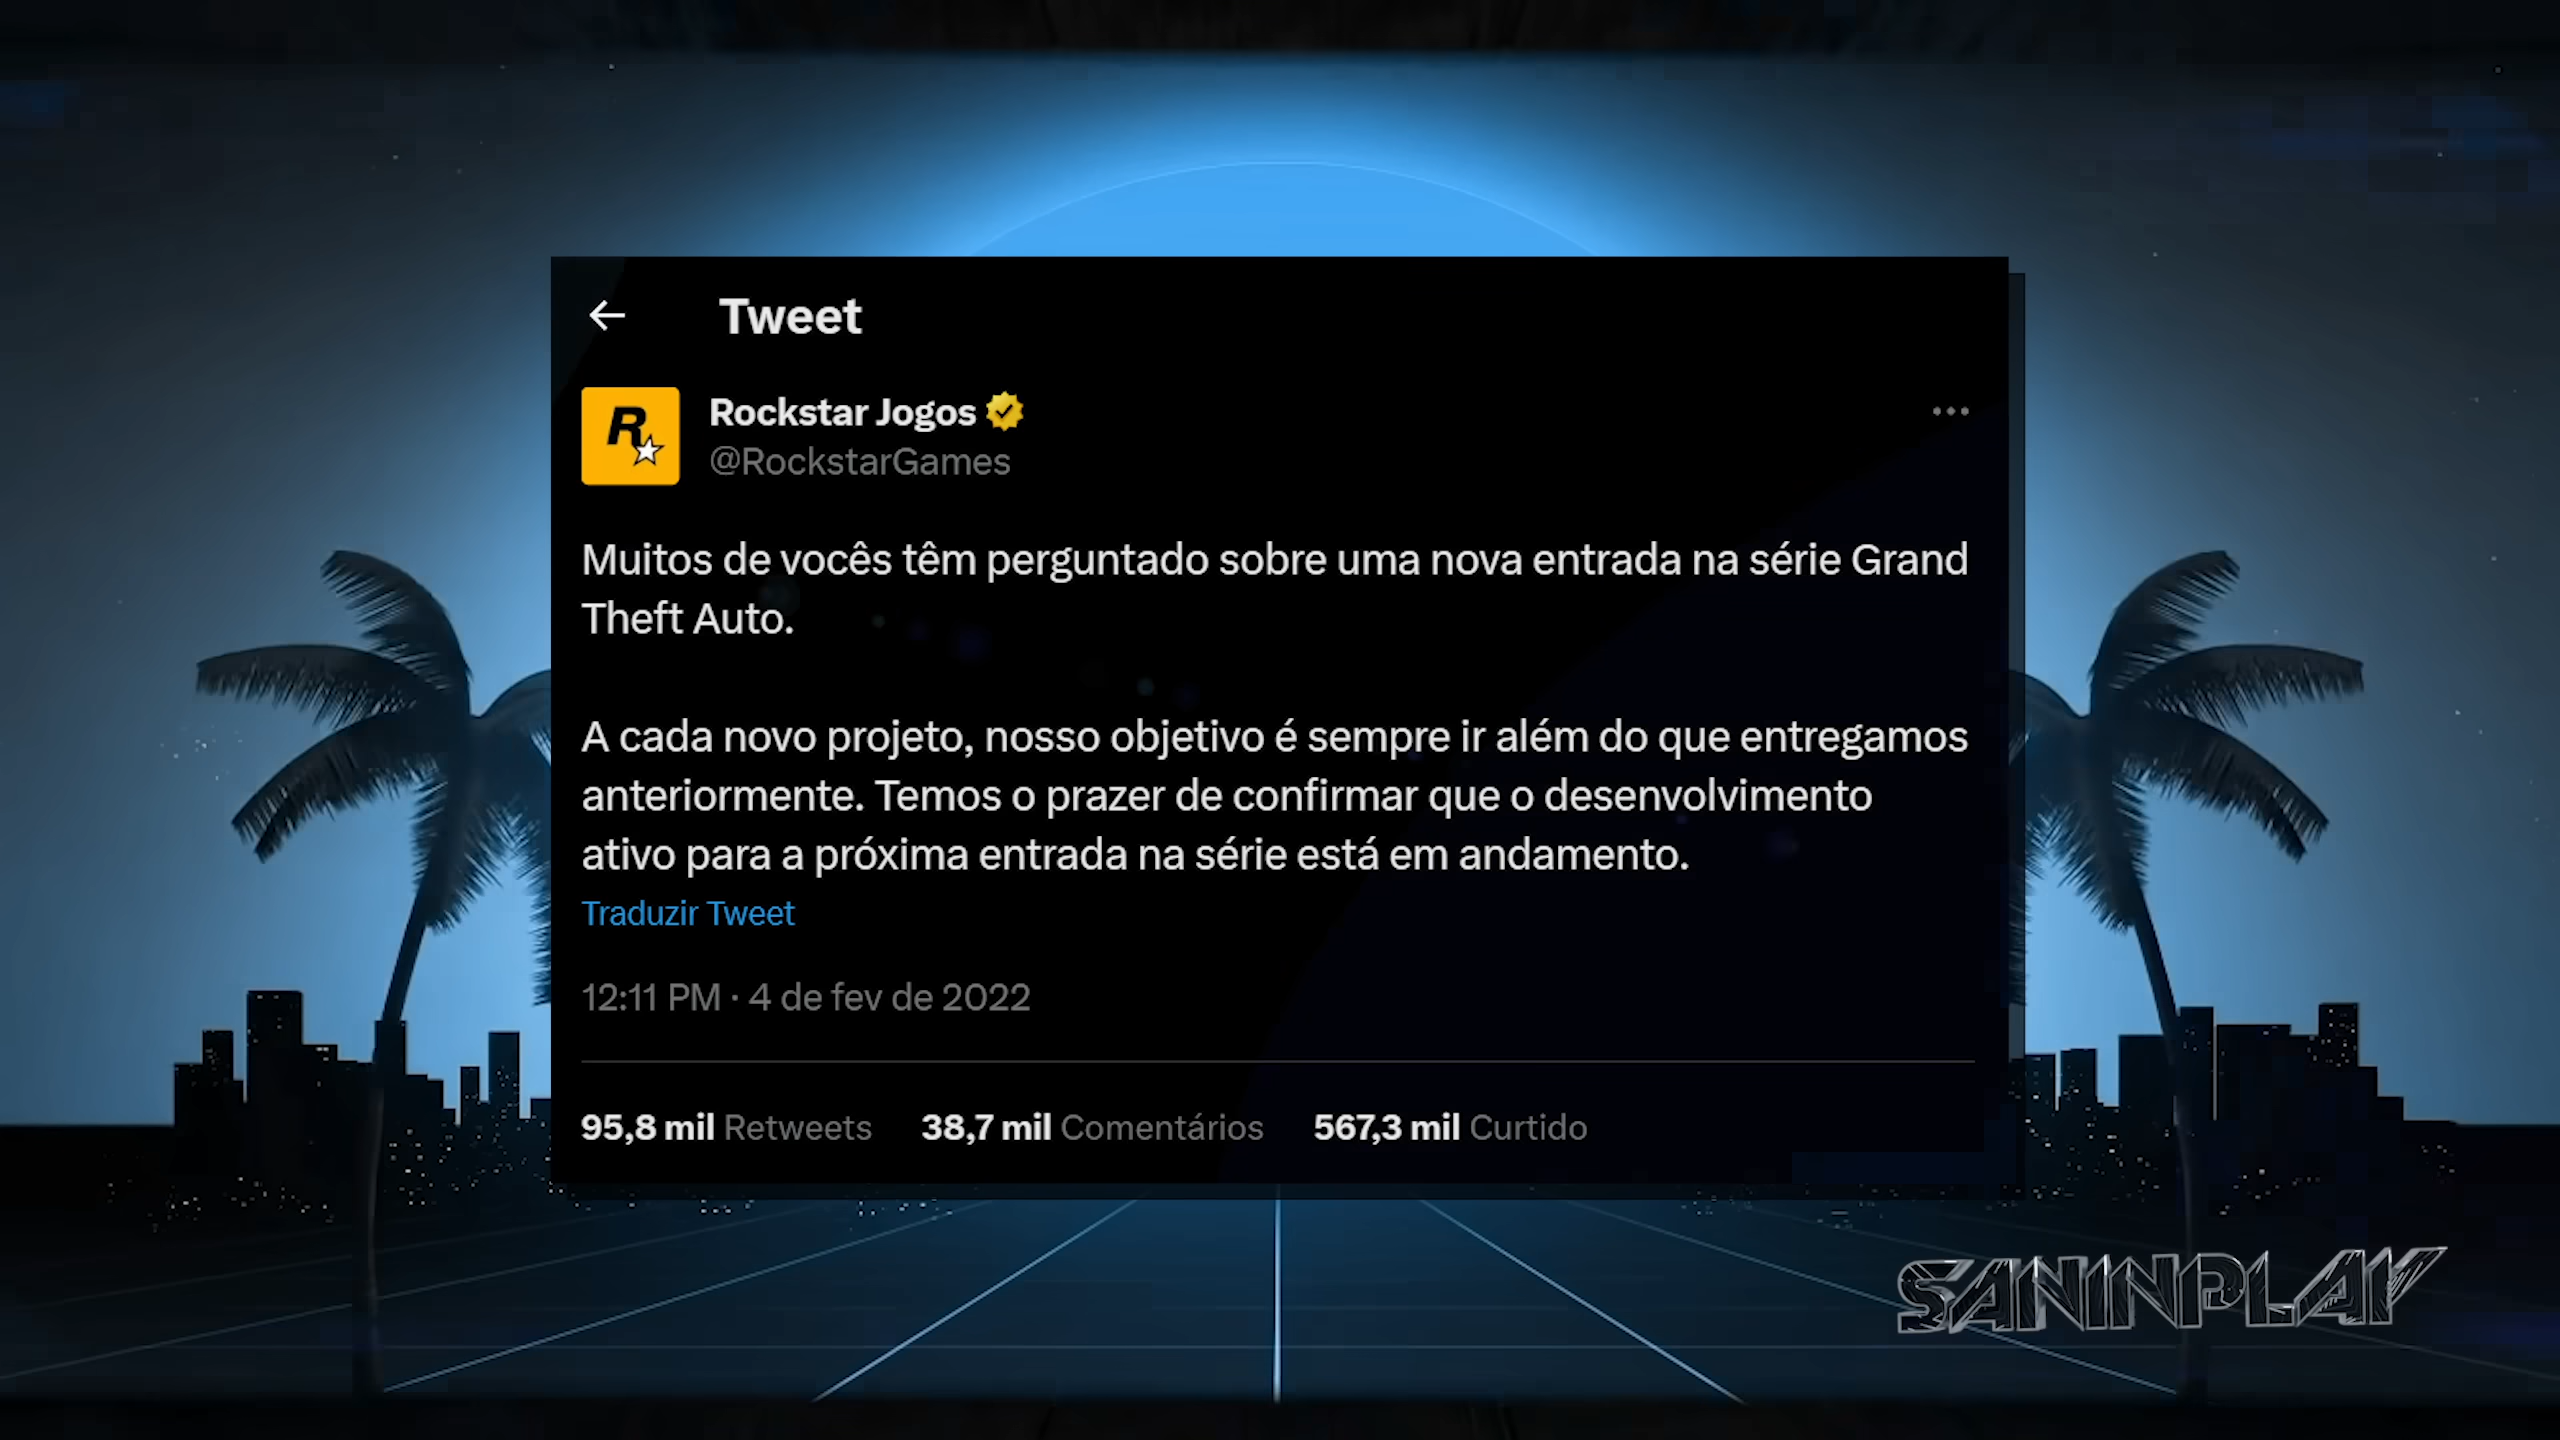 Tweet
R
Rockstar Jogos
@RockstarGames
Muitos de vocês têm perguntado sobre uma nova entrada na série Grand
Theft Auto.
A cada novo projeto, nosso objetivo é sempre ir além do que entregamos
anteriormente. Temos o prazer de confirmar que o desenvolvimento
ativo para a próxima entrada na série está em andamento.
Traduzir Tweet
12:11 PM · 4 de fev de 2022
95,8 mil Retweets 38,7 mil Comentários 567,3 mil Curtido
SANINPLAY